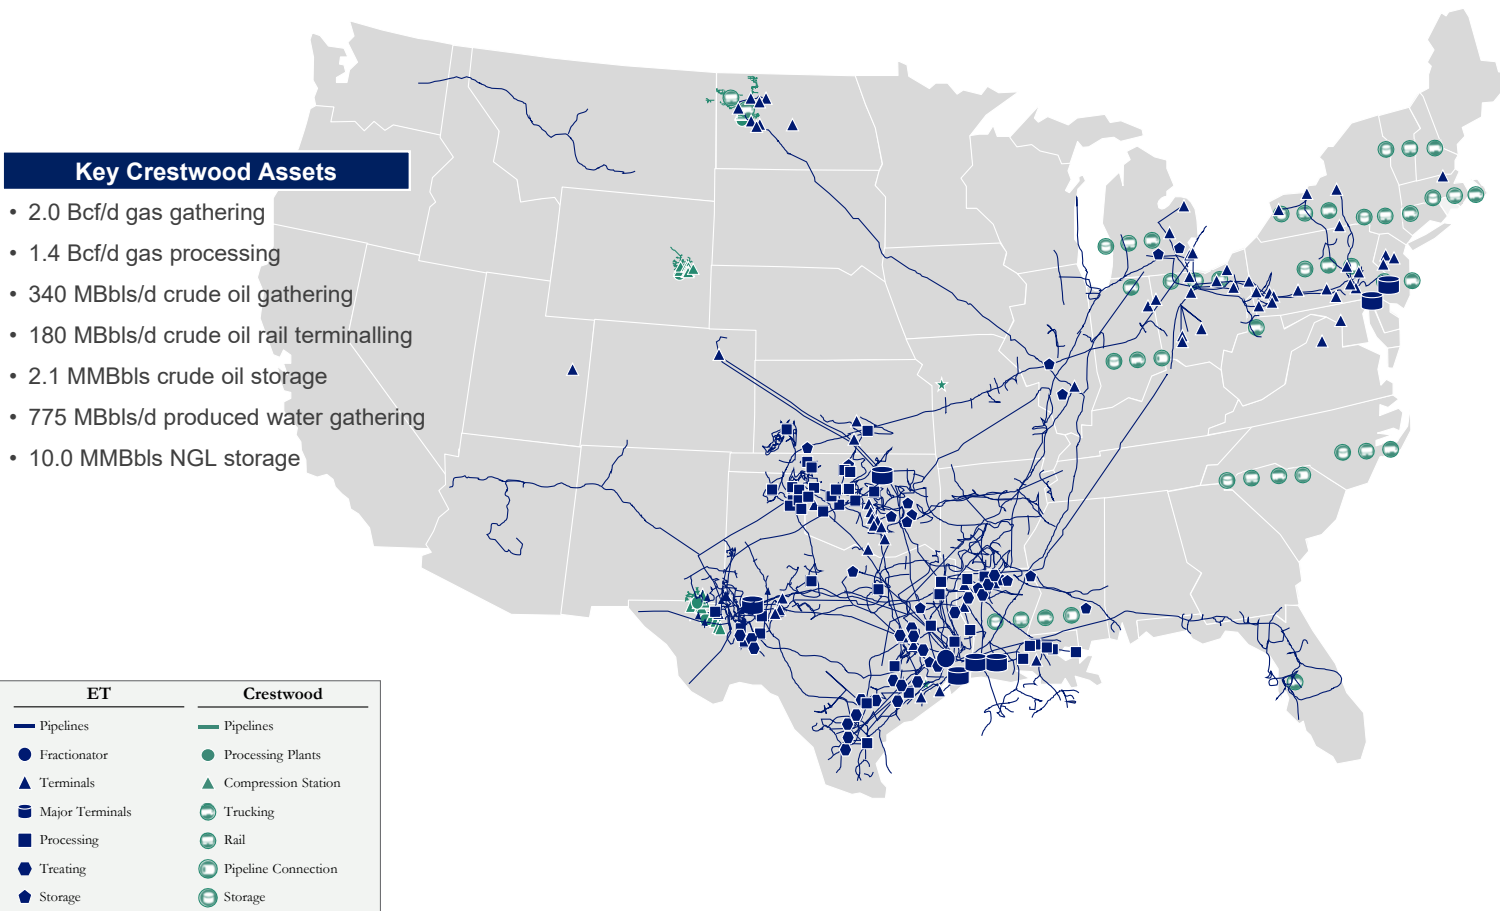 Key Crestwood Assets
• 2.0 Bcf/d gas gathering
• 1.4 Bcf/d gas processing
• 340 MBbls/d crude oil gathering
• 180 MBbls/d crude oil rail terminalling
• 2.1 MMBbls crude oil storage
• 775 MBbls/d produced water gathering
• 10.0 MMBbls NGL storage
ET
Pipelines
Fractionator
Terminals
Major Terminals
Processing
Treating
Storage
Crestwood
Pipelines
Processing Plants
Compression Station
Trucking
Rail
Pipeline Connection
Storage